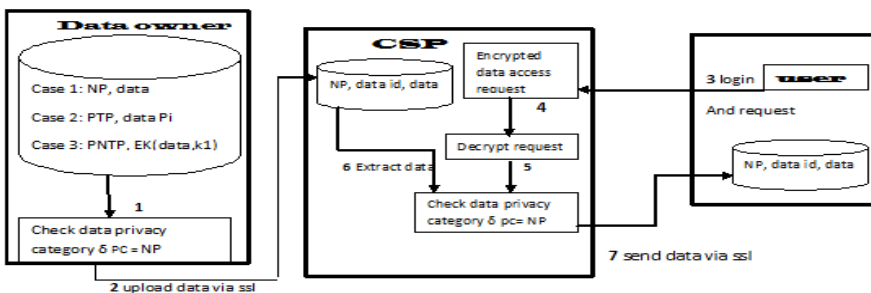 Data owner
Case 1: NP, data
Case 2: PTP, data Pi
Case 3: PNTP, EK(data,k1)
1
Check data privacy
category δ PC = NP
2 upload data via ssl
CSP
NP, data id, data
Encrypted
data access
request
4
Decrypt request
5
6 Extract data
Check data privacy
category δ pc= NP
3 login
user
And request
NP, data id, data
7 send data via ssl